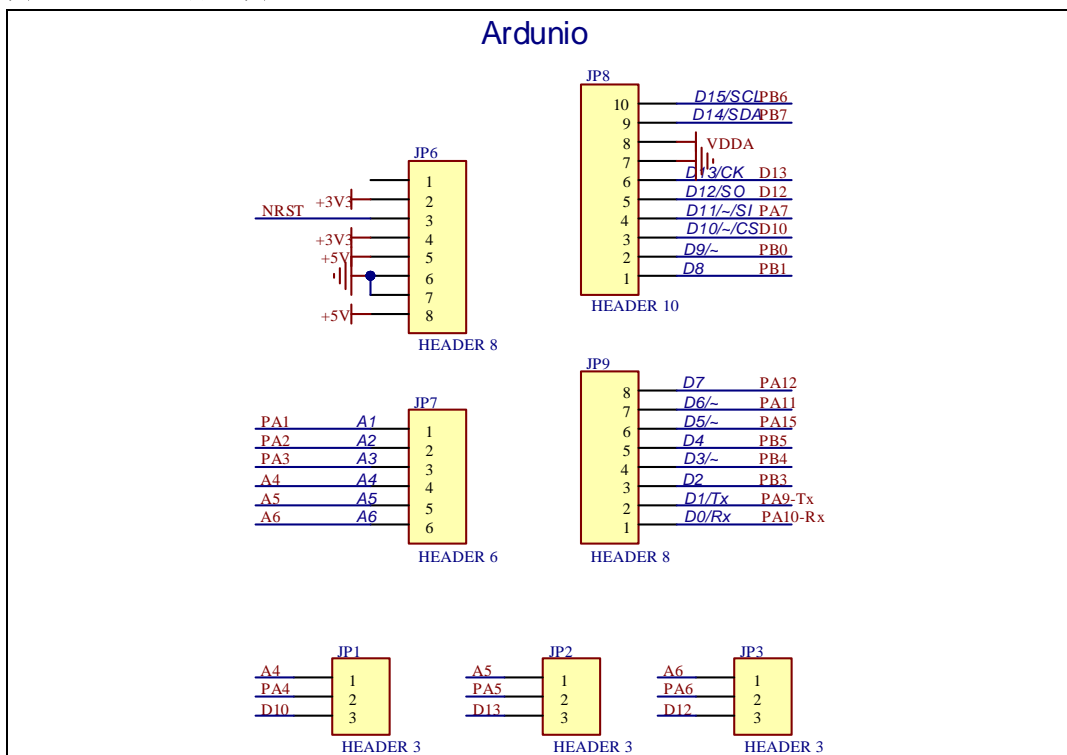 Ardunio
JP6
1
+3V3 2
NRST 3
+3V3 4
+5V 5
6
7
+5V 8
HEADER 8
JP8
10 D15/SCL PB6
9 D14/SDA PB7
8 VDDA
7
6 D13/CK D13
5 D12/SO D12
4 D11/~/SI PA7
3 D10/~/CS D10
2 D9/~ PB0
1 D8 PB1
HEADER 10
JP7
PA1 A1 1
PA2 A2 2
PA3 A3 3
A4 A4 4
A5 A5 5
A6 A6 6
HEADER 6
JP9
8 D7 PA12
7 D6/~ PA11
6 D5/~ PA15
5 D4 PB5
4 D3/~ PB4
3 D2 PB3
2 D1/Tx PA9-Tx
1 D0/Rx PA10-Rx
HEADER 8
JP1
A4 1
PA4 2
D10 3
HEADER 3
JP2
A5 1
PA5 2
D13 3
HEADER 3
JP3
A6 1
PA6 2
D12 3
HEADER 3